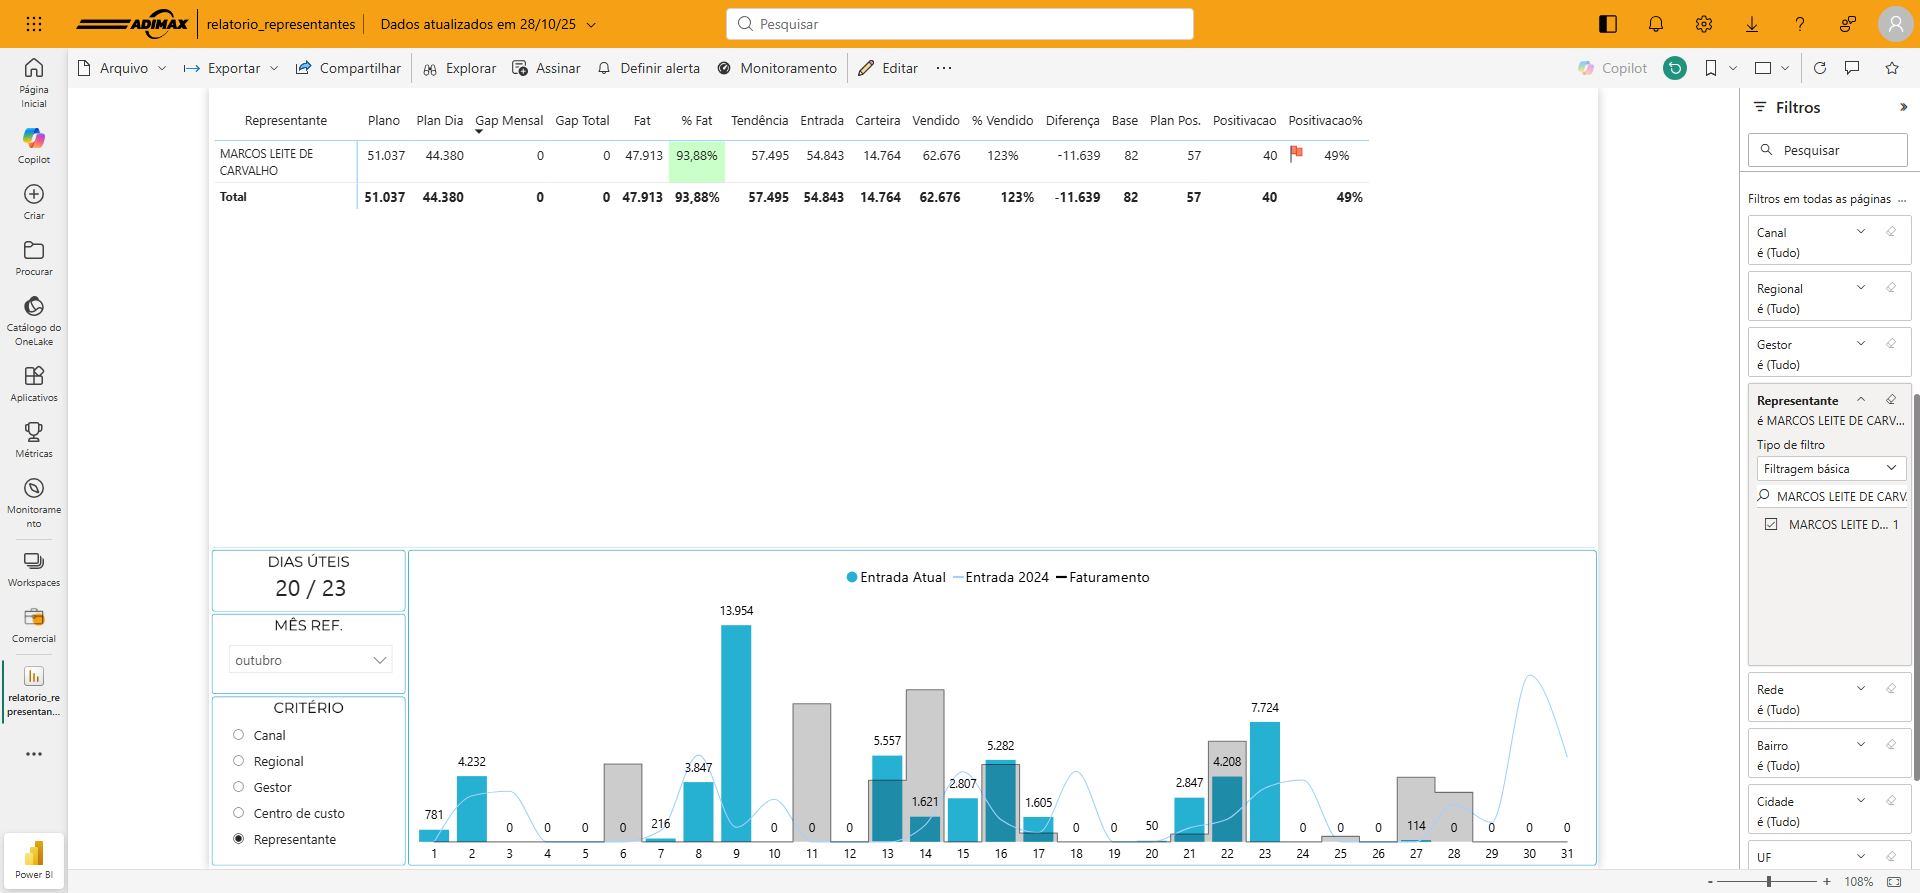 ADIMAX
relatorio_representantes
Dados atualizados em 28/10/25
Pesquisar
Arquivo
Exportar
Compartilhar
Explorar
Assinar
Definir alerta
Monitoramento
Editar
Copilot
Página Inicial
Copilot
Criar
Procurar
Catálogo do OneLake
Aplicativos
Métricas
Monitorame
nto
Workspaces
Comercial
relatorio_re
presentan...
Power BI
Representante Plano Plan Dia Gap Mensal Gap Total Fat % Fat Tendência Entrada Carteira Vendido % Vendido Diferença Base Plan Pos. Positivacao Positivacao%
MARCOS LEITE DE CARVALHO 51.037 44.380 0 0 47.913 93,88% 57.495 54.843 14.764 62.676 123% -11.639 82 57 40 49%
Total 51.037 44.380 0 0 47.913 93,88% 57.495 54.843 14.764 62.676 123% -11.639 82 57 40 49%
DIAS ÚTEIS
20 / 23
MÊS REF.
outubro
CRITÉRIO
Canal
Regional
Gestor
Centro de custo
Representante
Entrada Atual Entrada 2024 Faturamento
781 4.232 0 0 0 0 216 3.847 13.954 0 0 0 5.557 1.621 2.807 5.282 1.605 0 0 50 2.847 4.208 7.724 0 0 0 114 0 0 0 0
1 2 3 4 5 6 7 8 9 10 11 12 13 14 15 16 17 18 19 20 21 22 23 24 25 26 27 28 29 30 31
Filtros
Pesquisar
Filtros em todas as páginas ...
Canal
é (Tudo)
Regional
é (Tudo)
Gestor
é (Tudo)
Representante
é MARCOS LEITE DE CARV...
Tipo de filtro
Filtragem básica
MARCOS LEITE DE CARV
MARCOS LEITE D... 1
Rede
é (Tudo)
Bairro
é (Tudo)
Cidade
é (Tudo)
UF
- + 108%